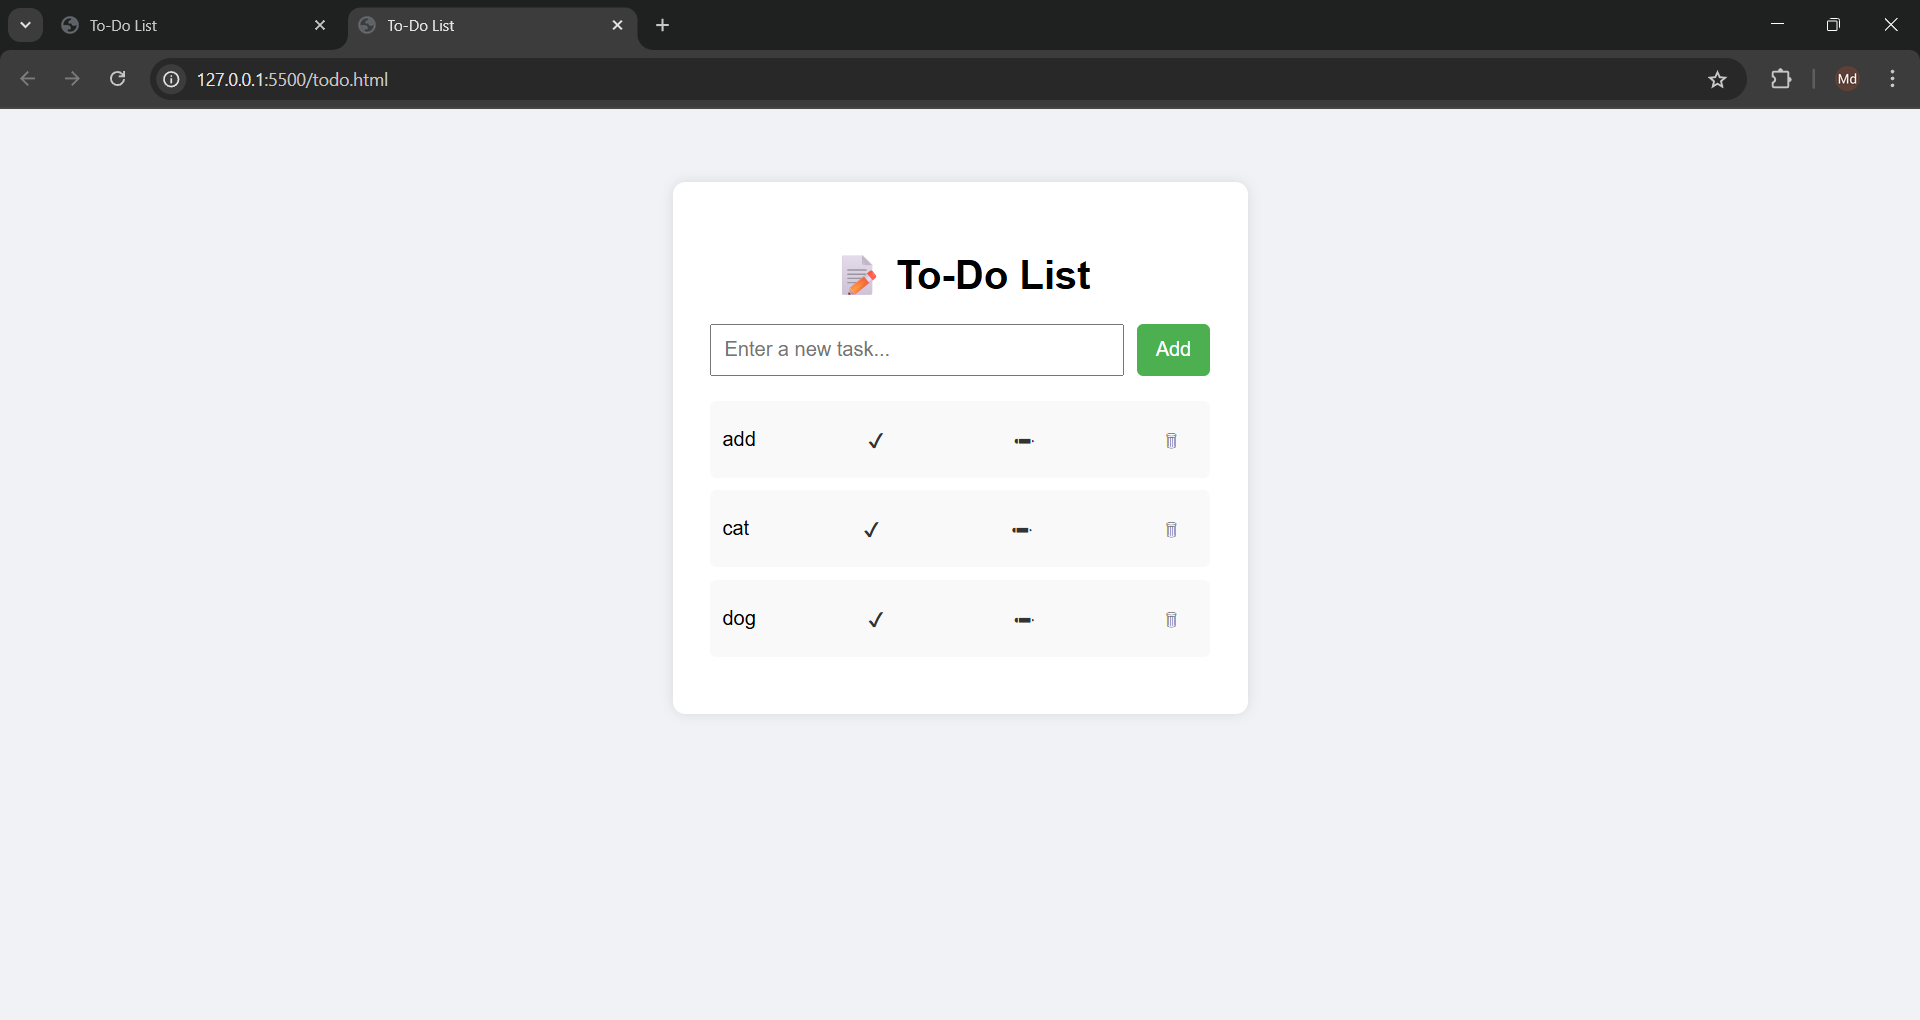 To-Do List
To-Do List
127.0.0.1:5500/todo.html
Md
To-Do List
Enter a new task...
Add
add
cat
dog